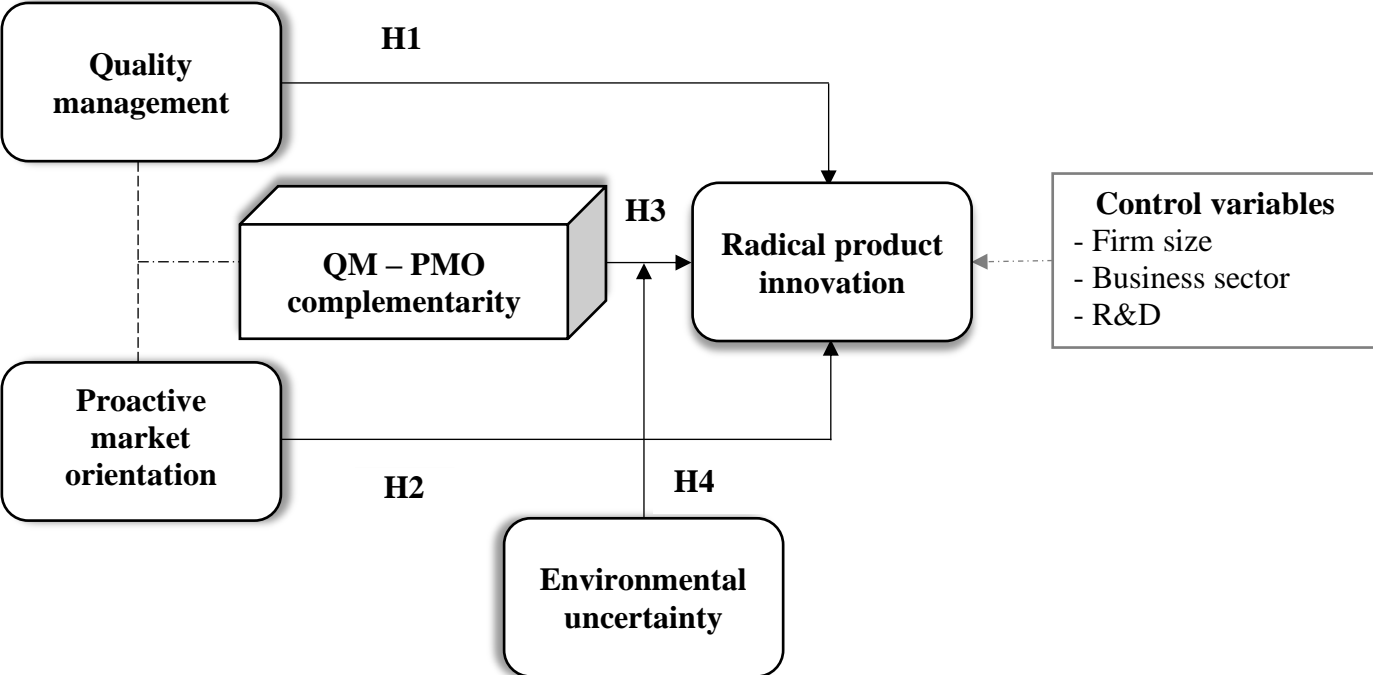 H1
Quality
management
H3
QM – PMO
complementarity
Radical product
innovation
Control variables
- Firm size
- Business sector
- R&D
Proactive
market
orientation
H2
H4
Environmental
uncertainty